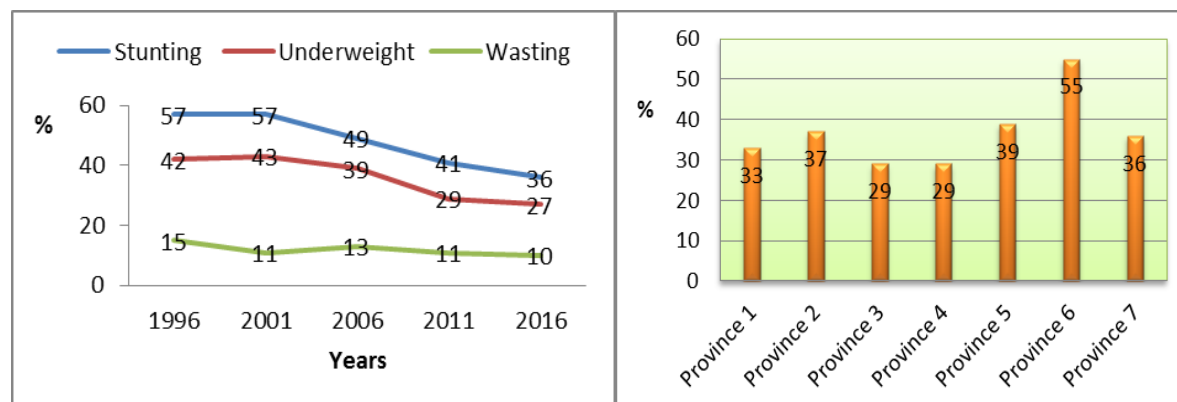 Stunting Underweight Wasting
%
60
40
20
0
57 57 49 41 36
42 43 39 29 27
15 11 13 11 10
1996 2001 2006 2011 2016
Years
%
60
50
40
30
20
10
0
33 37 29 29 39 55 36
Province 1
Province 2
Province 3
Province 4
Province 5
Province 6
Province 7